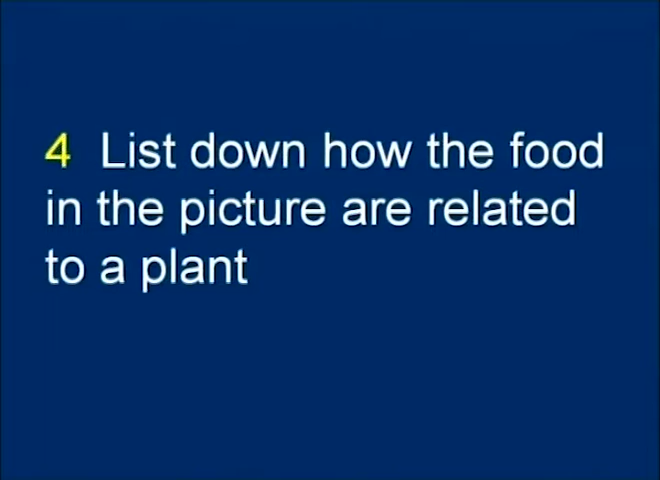 4 List down how the food
in the picture are related
to a plant